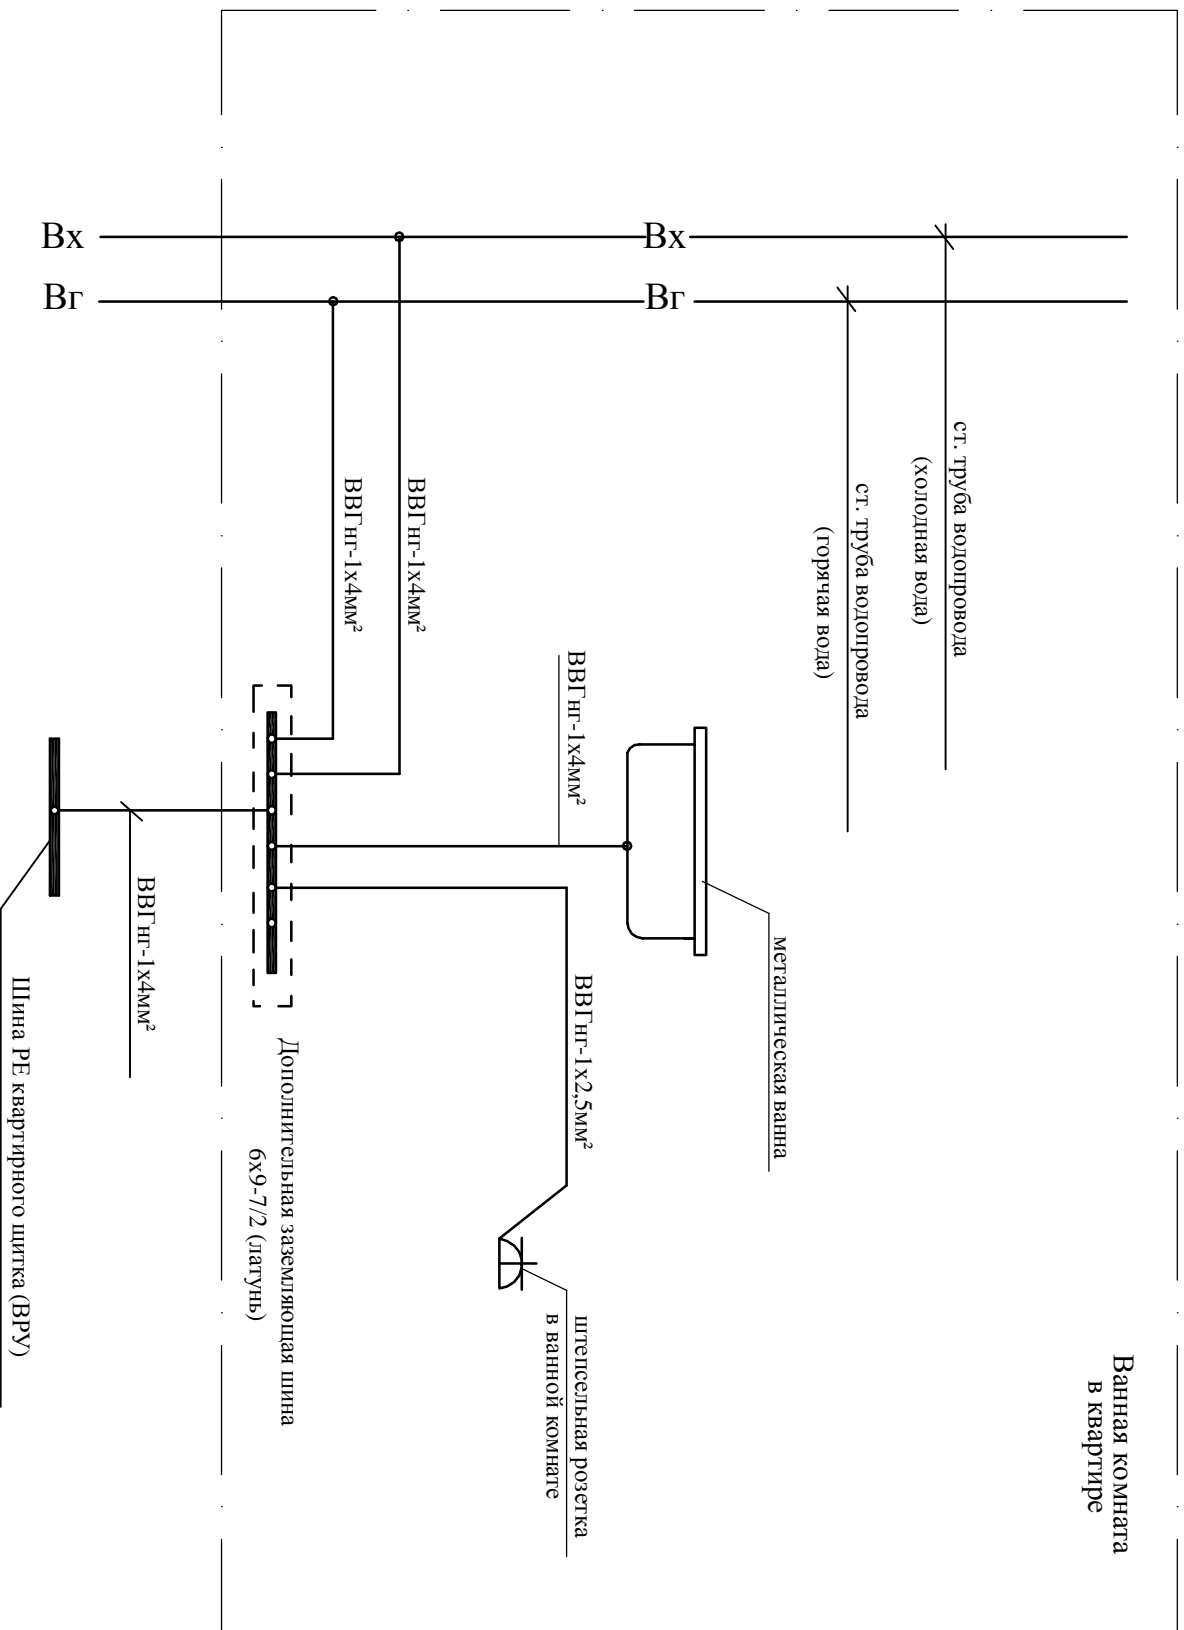 Ванная комната
в квартире
Вх
Вх
Вг
Вг
ст. труба водопровода
(холодная вода)
ст. труба водопровода
(горячая вода)
металлическая ванна
ВВГнг-1х4мм²
ВВГнг-1х4мм²
ВВГнг-1х4мм²
ВВГнг-1х2,5мм²
штепсельная розетка
в ванной комнате
Дополнительная заземляющая шина
6х9-7/2 (латунь)
ВВГнг-1х4мм²
Шина РЕ квартирного щитка (ВРУ)